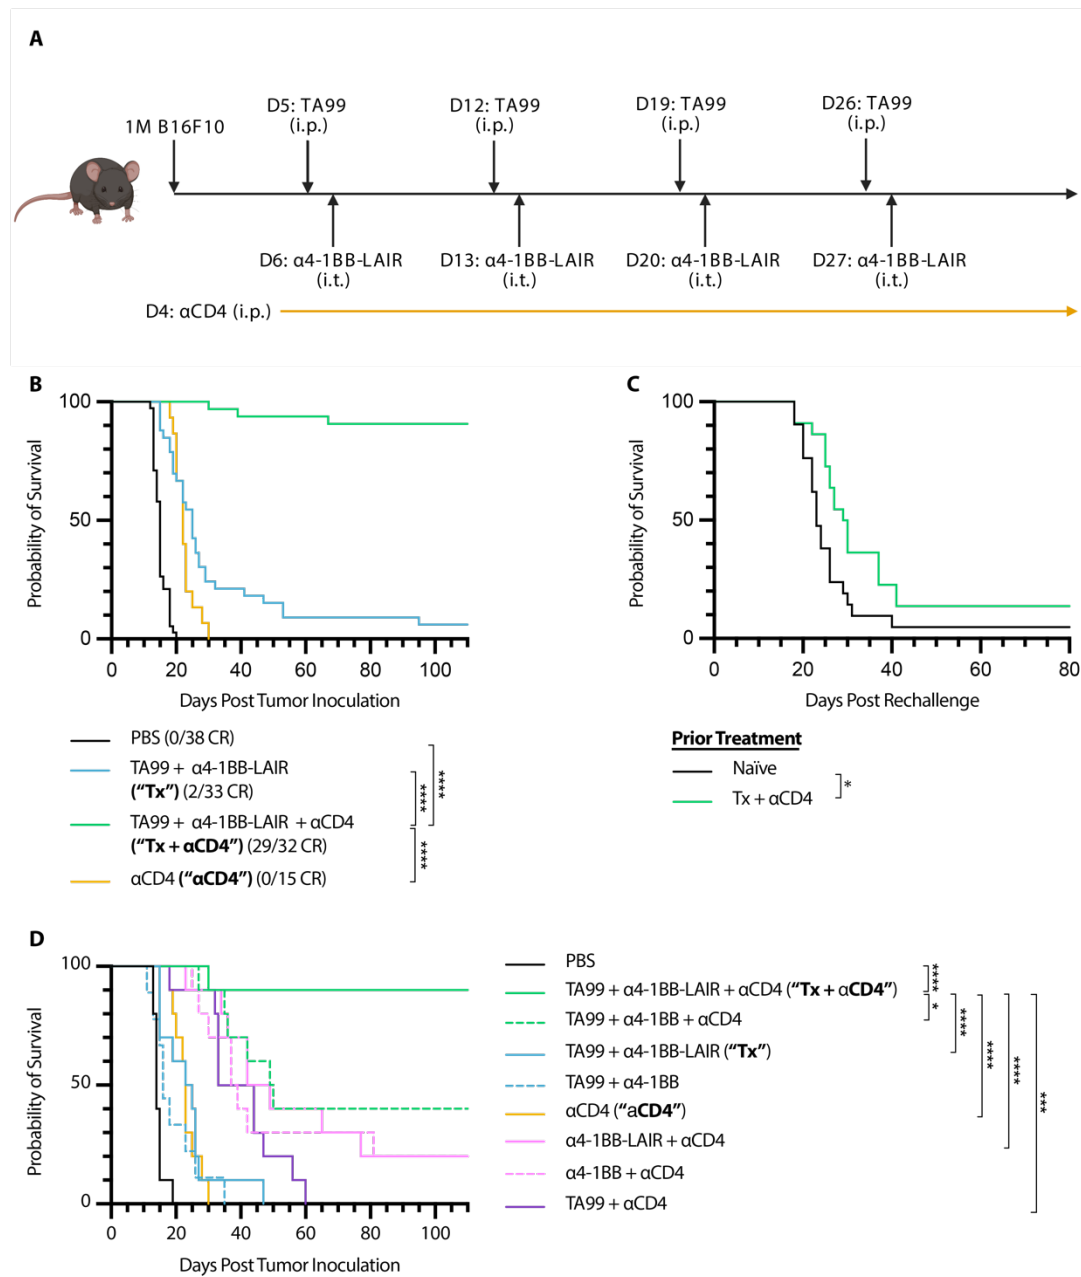 A
D5: TA99
(i.p.)
D12: TA99
(i.p.)
D19: TA99
(i.p.)
D26: TA99
(i.p.)
1M B16F10
D6: α4-1BB-LAIR
(i.t.)
D13: α4-1BB-LAIR
(i.t.)
D20: α4-1BB-LAIR
(i.t.)
D27: α4-1BB-LAIR
(i.t.)
D4: αCD4 (i.p.)
B
100
50
0
Probability of Survival
0 20 40 60 80 100
Days Post Tumor Inoculation
PBS (0/38 CR)
TA99 + α4-1BB-LAIR
("Tx") (2/33 CR)
TA99 + α4-1BB-LAIR + αCD4
("Tx + αCD4") (29/32 CR)
αCD4 ("αCD4") (0/15 CR)
****
****
****
C
100
50
0
Probability of Survival
0 20 40 60 80
Days Post Rechallenge
Prior Treatment
Naïve
Tx + αCD4
*
D
100
50
0
Probability of Survival
0 20 40 60 80 100
Days Post Tumor Inoculation
PBS
TA99 + α4-1BB-LAIR + αCD4 ("Tx + αCD4")
TA99 + α4-1BB + αCD4
TA99 + α4-1BB-LAIR ("Tx")
TA99 + α4-1BB
αCD4 ("aCD4")
α4-1BB-LAIR + αCD4
α4-1BB + αCD4
TA99 + αCD4
****
*
****
****
****
***